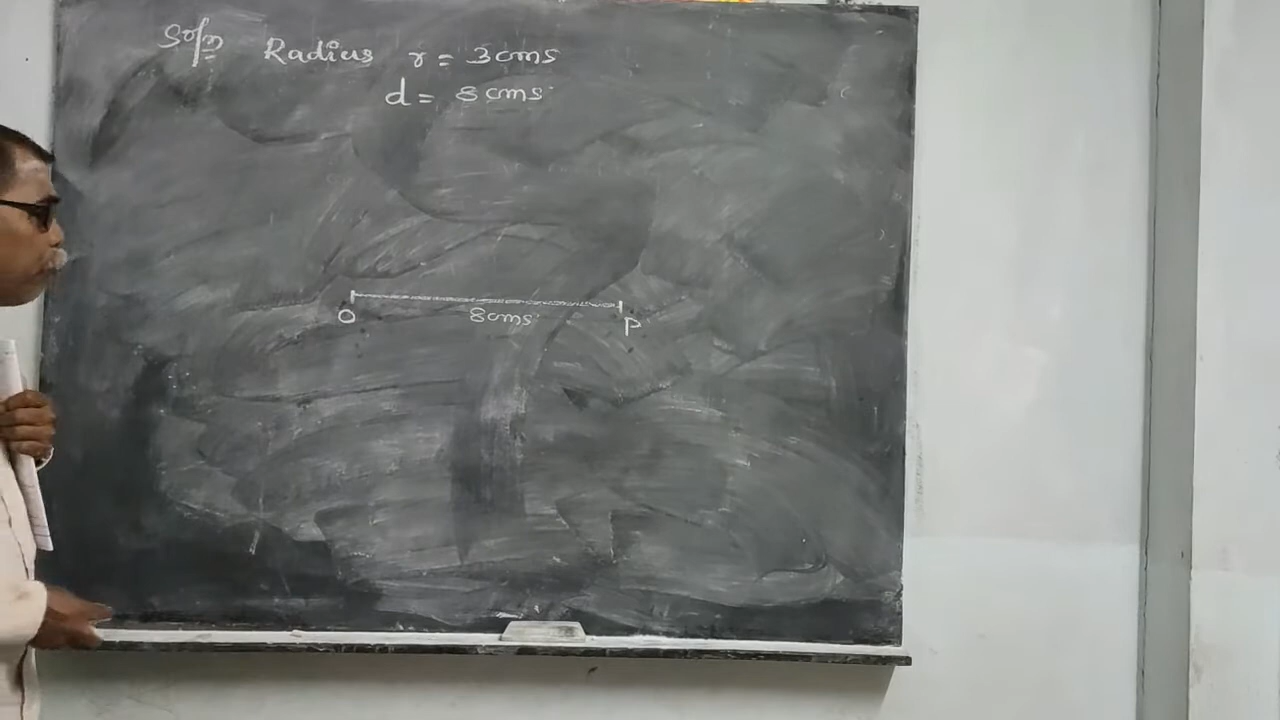 Soln Radius r = 3cms
d = 8cms.
O 8cms. P